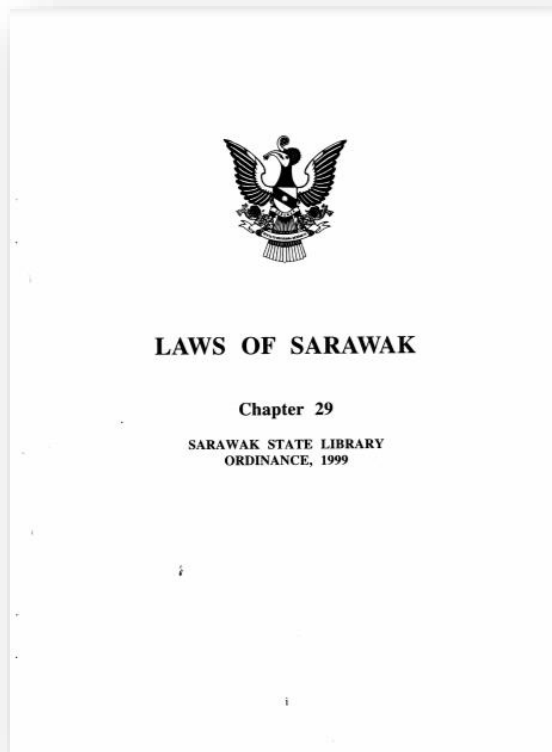 LAWS OF SARAWAK
Chapter 29
SARAWAK STATE LIBRARY
ORDINANCE, 1999
i